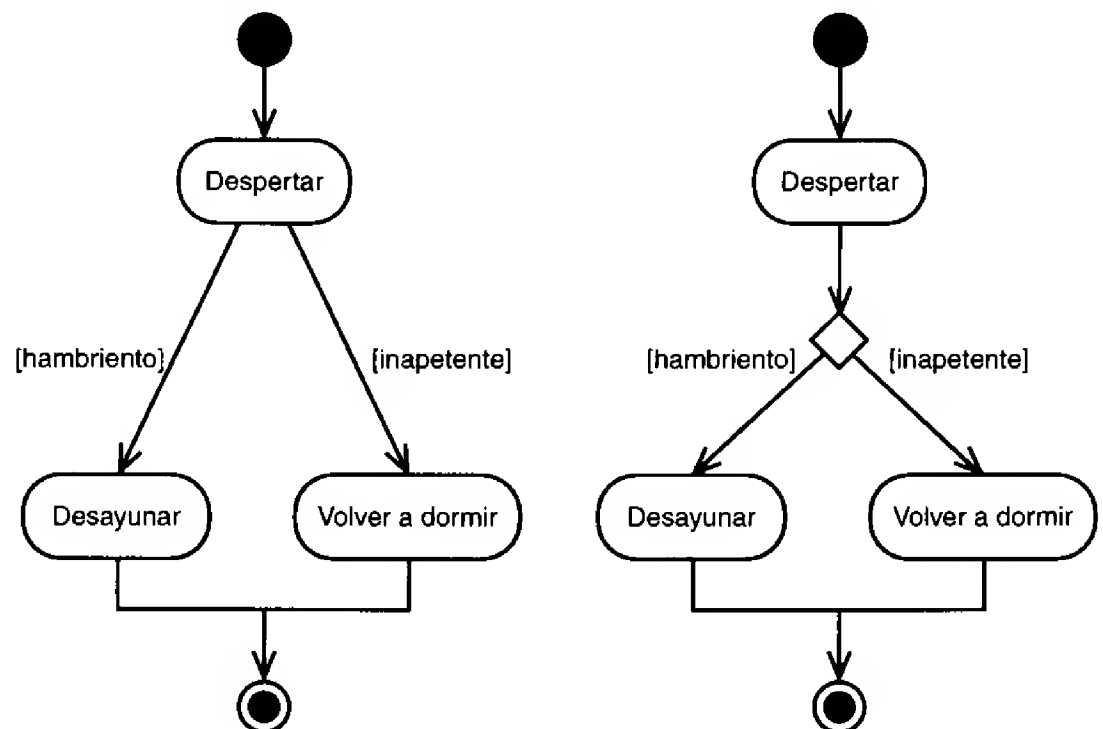 Despertar
Despertar
[hambriento]
[inapetente]
[hambriento]
[inapetente]
Desayunar
Volver a dormir
Desayunar
Volver a dormir